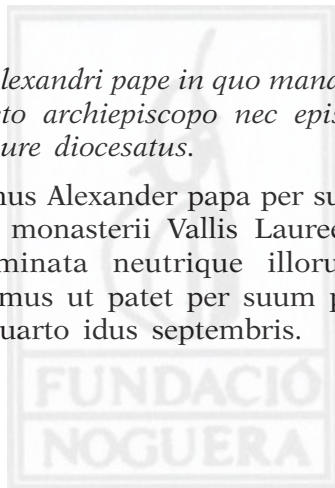 lexandri pape in quo mand
to archiepiscopo nec epis
ure diocesatus.
nus Alexander papa per su
monasterii Vallis Lauree
minata neutrique illoru
mus ut patet per suum p
uarto idus septembris.
FUNDACIÓ
NOGUERA